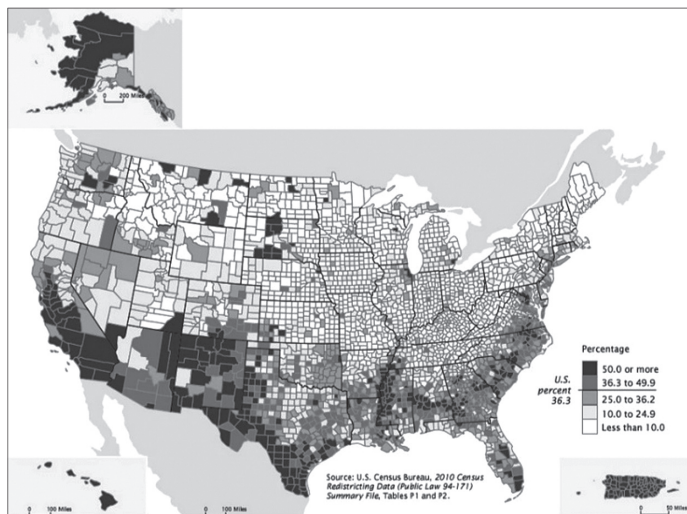 0 200 Miles
Percentage
50.0 or more
36.3 to 49.9
25.0 to 36.2
10.0 to 24.9
Less than 10.0
U.S.
percent
36.3
Source: U.S. Census Bureau, 2010 Census
Redistricting Data (Public Law 94-171)
Summary File, Tables P1 and P2.
0 100 Miles
0 100 Miles
0 50 Miles